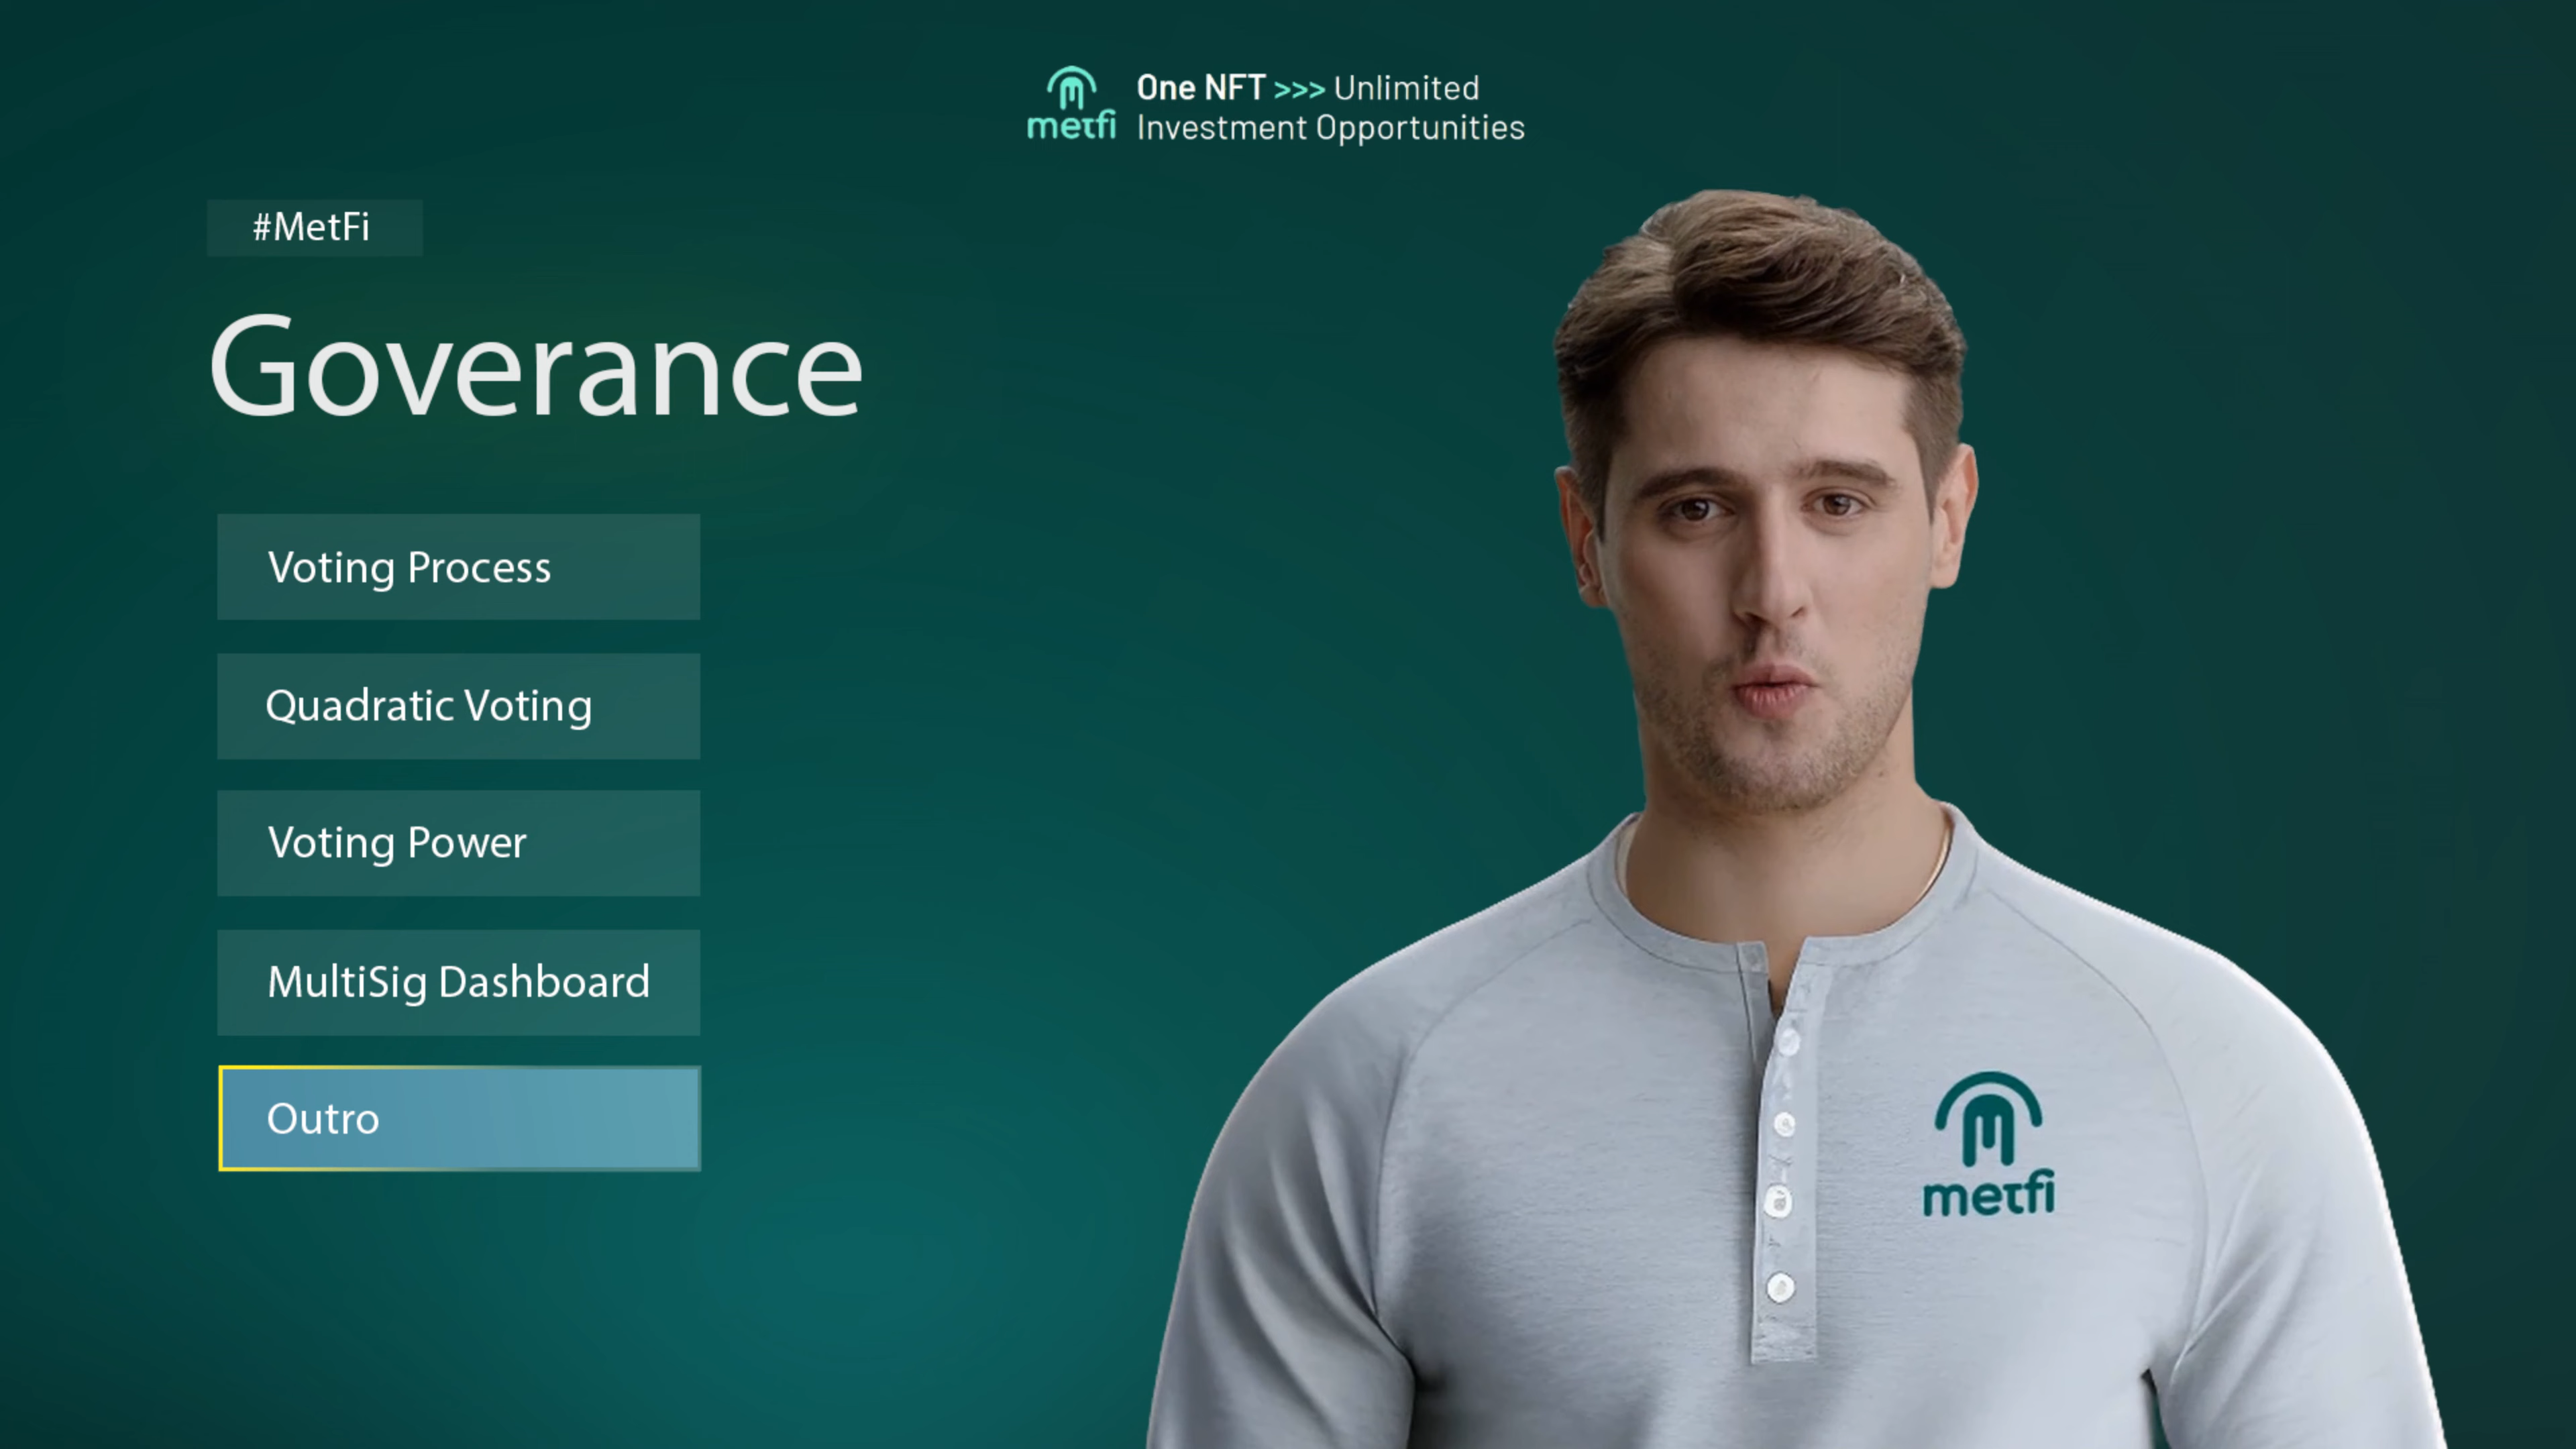 metfi
One NFT >>> Unlimited
Investment Opportunities
#MetFi
Goverance
Voting Process
Quadratic Voting
Voting Power
MultiSig Dashboard
Outro
metfi